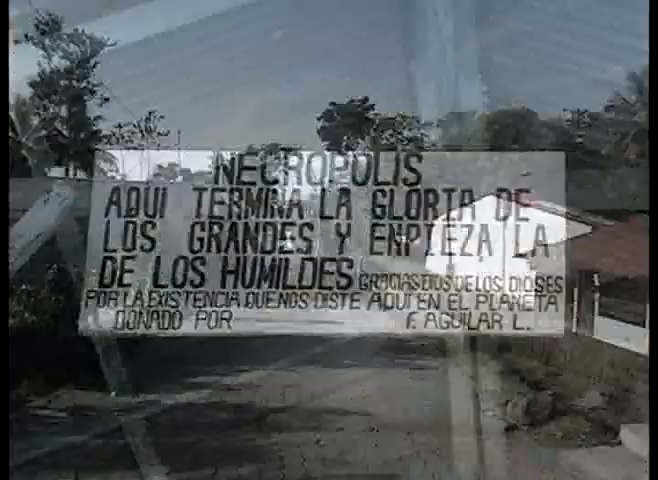 NECROPOLIS
AQUI TERMINA LA GLORIA DE
LOS GRANDES Y ENPIEZA LA
DE LOS HUMILDES GRACIAS DIOS DE LOS DIOSES
POR LA EXISTENCIA QUE NOS DISTE AQUI EN EL PLANETA
DONADO POR F. AGUILAR L.